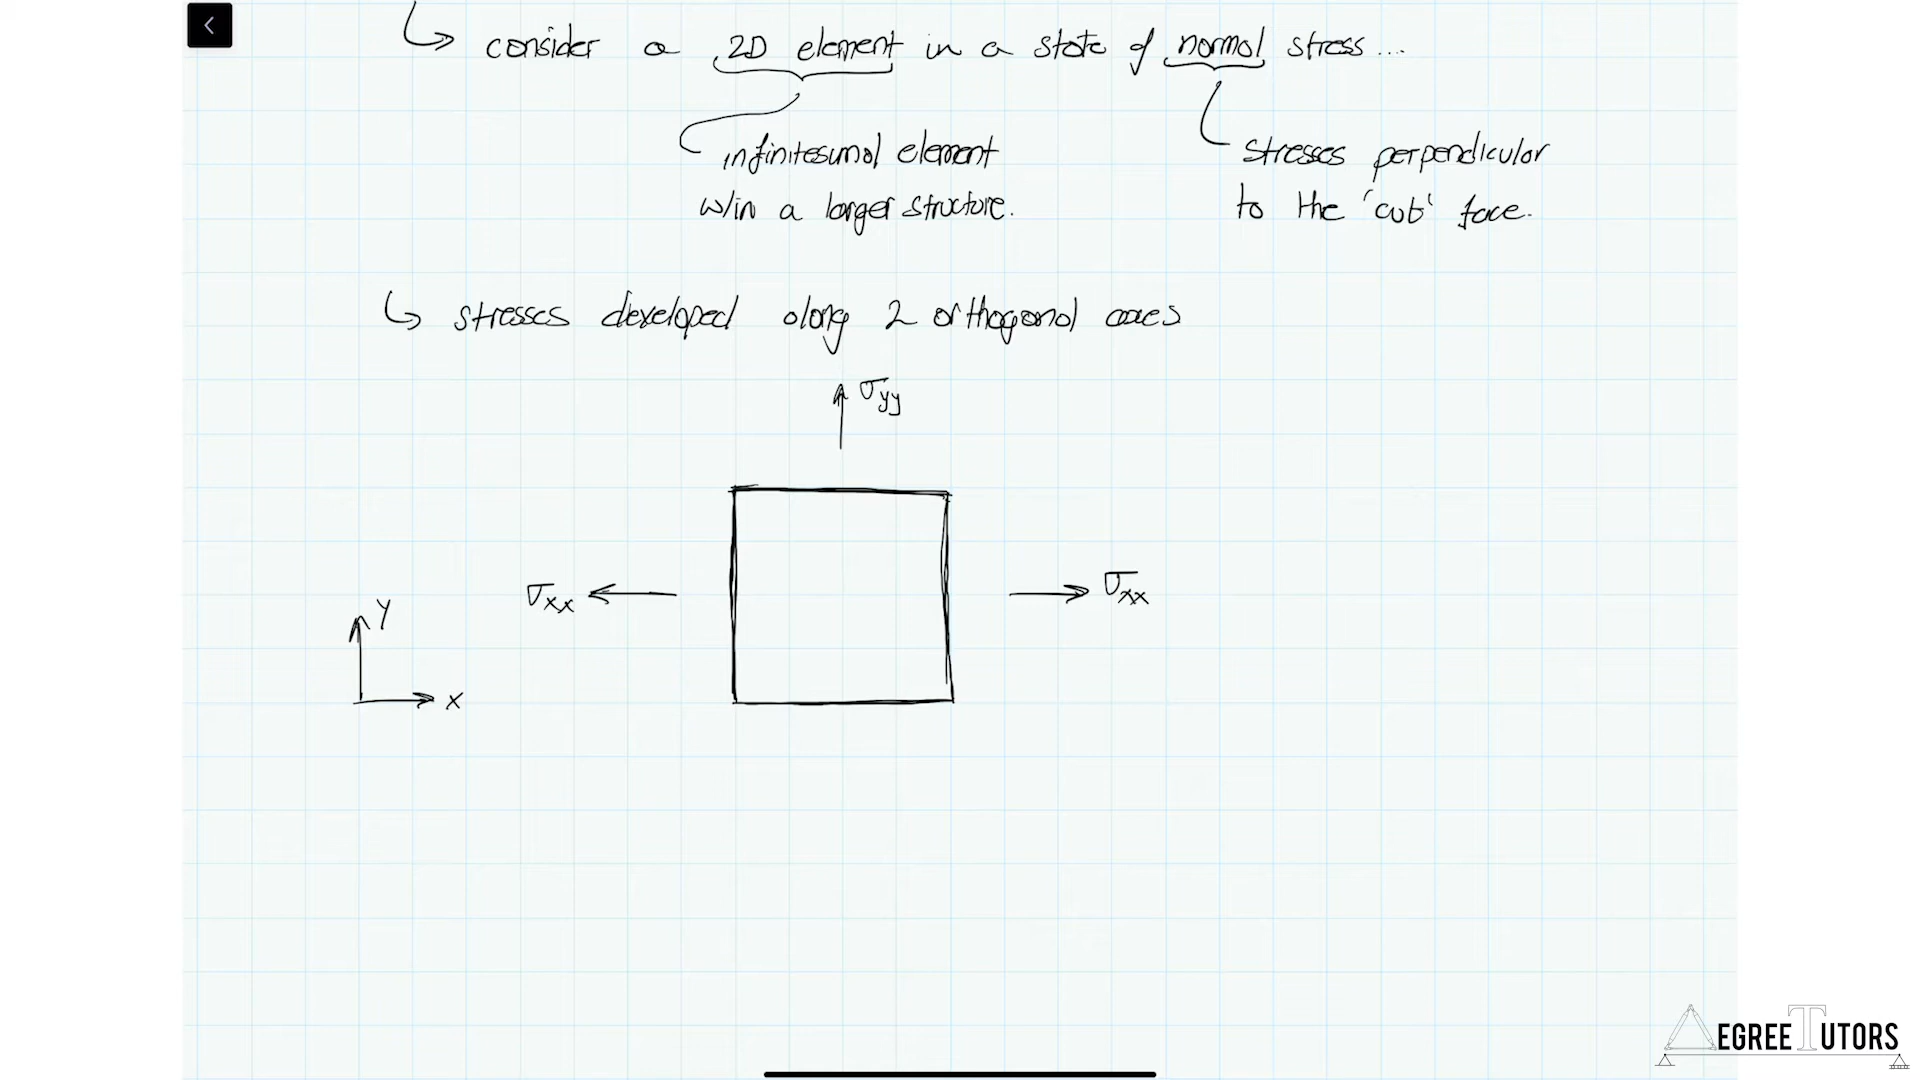 consider a 2D element in a state of normal stress...
infinitesimal element
w/in a larger structure.
stresses perpendicular
to the 'cut' face.
stresses developed along 2 orthogonal axes
σyy
σxx
σxx
y
x
DEGREE TUTORS